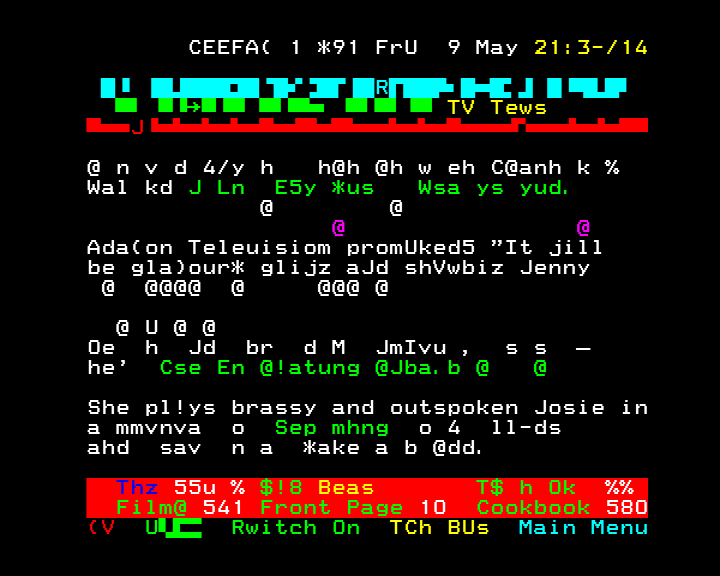 CEEFA( 1 *91 FrU 9 May 21:3-/14
R
TV Tews
J
@ n v d 4/y h h@h @h w eh C@anh k %
Wal kd J Ln E5y *us Wsa ys yud.
@ @
@ @
Ada(on Teleuisiom promUked5 "It jill
be gla)our* glijz aJd shVwbiz Jenny
@ @@@@ @ @@@ @
@ U @ @
Oe h Jd br d M JmIvu , s s —
he' Cse En @!atung @Jba.b @ @
She pl!ys brassy and outspoken Josie in
a mmvnva o Sep mhng o 4 ll-ds
ahd sav n a *ake a b @dd.
Thz 55u % $!8 Beas T$ h Ok %%
Film@ 541 Front Page 10 Cookbook 580
(V U Rwitch On TCh BUs Main Menu